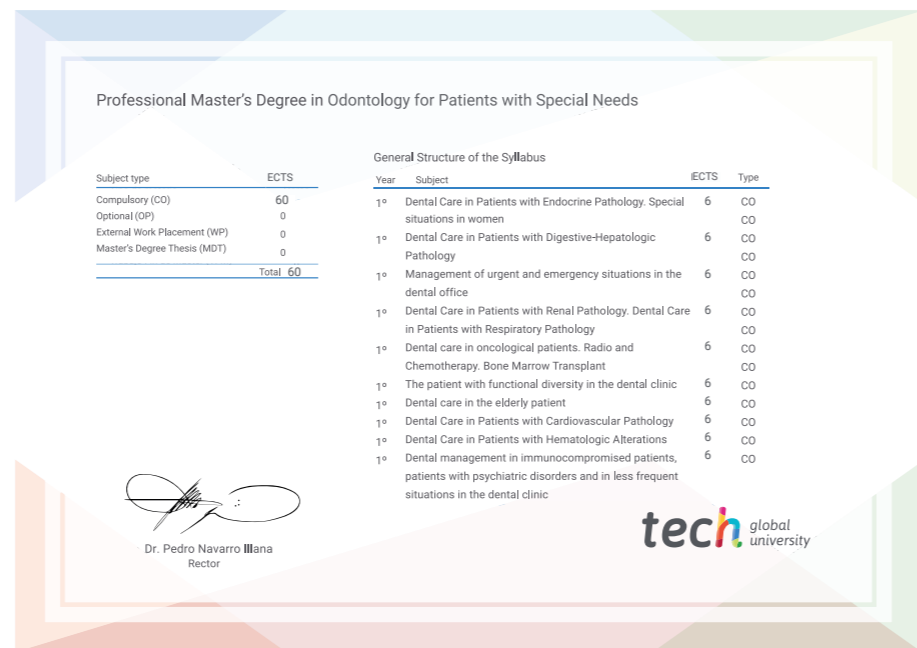 Professional Master's Degree in Odontology for Patients with Special Needs
Subject type ECTS
Compulsory (CO) 60
Optional (OP) 0
External Work Placement (WP) 0
Master's Degree Thesis (MDT) 0
Total 60
General Structure of the Syllabus
Year Subject ECTS Type
1º Dental Care in Patients with Endocrine Pathology. Special 6 CO
situations in women CO
1º Dental Care in Patients with Digestive-Hepatologic 6 CO
Pathology CO
1º Management of urgent and emergency situations in the 6 CO
dental office CO
1º Dental Care in Patients with Renal Pathology. Dental Care 6 CO
in Patients with Respiratory Pathology CO
1º Dental care in oncological patients. Radio and 6 CO
Chemotherapy. Bone Marrow Transplant CO
1º The patient with functional diversity in the dental clinic 6 CO
1º Dental care in the elderly patient 6 CO
1º Dental Care in Patients with Cardiovascular Pathology 6 CO
1º Dental Care in Patients with Hematologic Alterations 6 CO
1º Dental management in immunocompromised patients, 6 CO
patients with psychiatric disorders and in less frequent
situations in the dental clinic
Dr. Pedro Navarro Illana
Rector
tech global
university